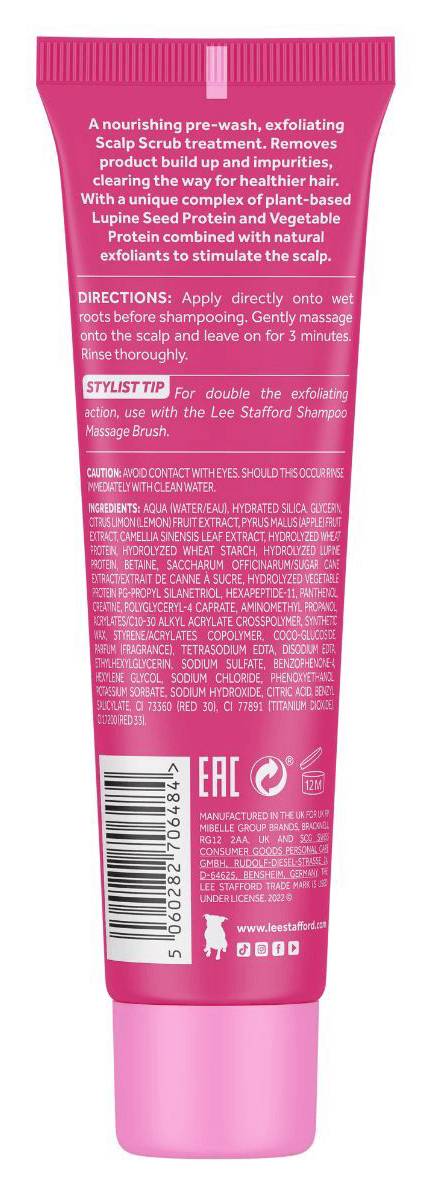 A nourishing pre-wash, exfoliating
Scalp Scrub treatment. Removes
product build up and impurities,
clearing the way for healthier hair.
With a unique complex of plant-based
Lupine Seed Protein and Vegetable
Protein combined with natural
exfoliants to stimulate the scalp.
DIRECTIONS: Apply directly onto wet
roots before shampooing. Gently massage
onto the scalp and leave on for 3 minutes.
Rinse thoroughly.
STYLIST TIP For double the exfoliating
action, use with the Lee Stafford Shampoo
Massage Brush.
CAUTION: AVOID CONTACT WITH EYES. SHOULD THIS OCCUR RINSE
IMMEDIATELY WITH CLEAN WATER.
INGREDIENTS: AQUA (WATER/EAU), HYDRATED SILICA, GLYCERIN,
CITRUS LIMON (LEMON) FRUIT EXTRACT, PYRUS MALUS (APPLE) FRUIT
EXTRACT, CAMELLIA SINENSIS LEAF EXTRACT, HYDROLYZED WHEAT
PROTEIN, HYDROLYZED WHEAT STARCH, HYDROLYZED LUPINE
PROTEIN, BETAINE, SACCHARUM OFFICINARUM/SUGAR CANE
EXTRACT/EXTRAIT DE CANNE À SUCRE, HYDROLYZED VEGETABLE
PROTEIN PG-PROPYL SILANETRIOL, HEXAPEPTIDE-11, PANTHENOL
CREATINE, POLYGLYCERYL-4 CAPRATE, AMINOMETHYL PROPANOL,
ACRYLATES/C10-30 ALKYL ACRYLATE CROSSPOLYMER, SYNTHETIC
WAX, STYRENE/ACRYLATES COPOLYMER, COCO-GLUCOSIDE
PARFUM (FRAGRANCE), TETRASODIUM EDTA, DISODIUM EDTA,
ETHYLHEXYLGLYCERIN, SODIUM SULFATE, BENZOPHENONE-4,
HEXYLENE GLYCOL, SODIUM CHLORIDE, PHENOXYETHANOL,
POTASSIUM SORBATE, SODIUM HYDROXIDE, CITRIC ACID, BENZYL
SALICYLATE, CI 73360 (RED 30), CI 77891 (TITANIUM DIOXIDE),
CI 17200 (RED 33).
EAC ® 12M
MANUFACTURED IN THE UK FOR UK FIP
MIBELLE GROUP BRANDS, BRACKNELL
RG12 2AA, UK AND SCG SWISS
CONSUMER GOODS PERSONAL CARE
GMBH, RUDOLF-DIESEL-STRASSE 24
D-64625, BENSHEIM, GERMANY THE
LEE STAFFORD TRADE MARK IS USED
UNDER LICENSE. 2022 ©
5 060282 706484 >
www.leestafford.com